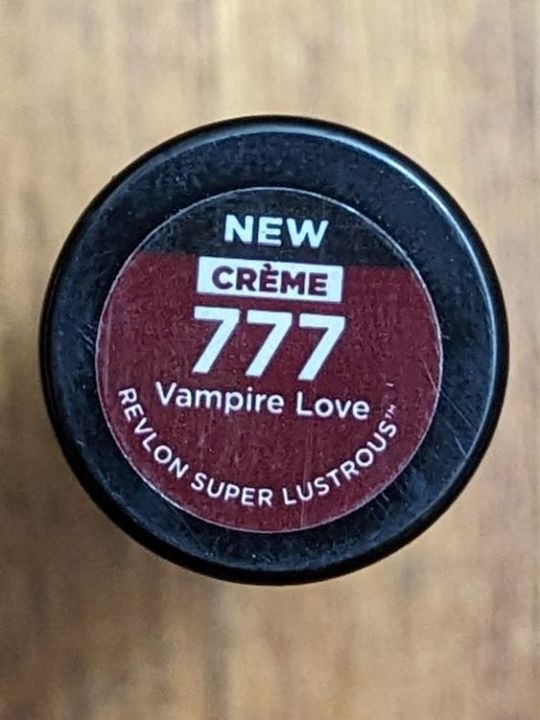 NEW
CRÈME
777
Vampire Love
REVLON SUPER LUSTROUS™